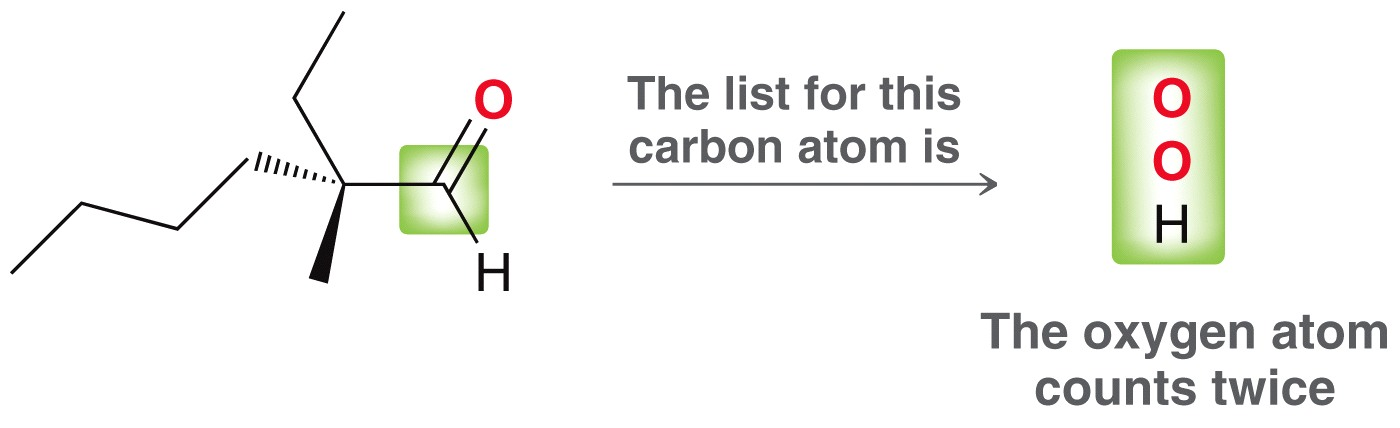 O
H
The list for this
carbon atom is
O
O
H
The oxygen atom
counts twice